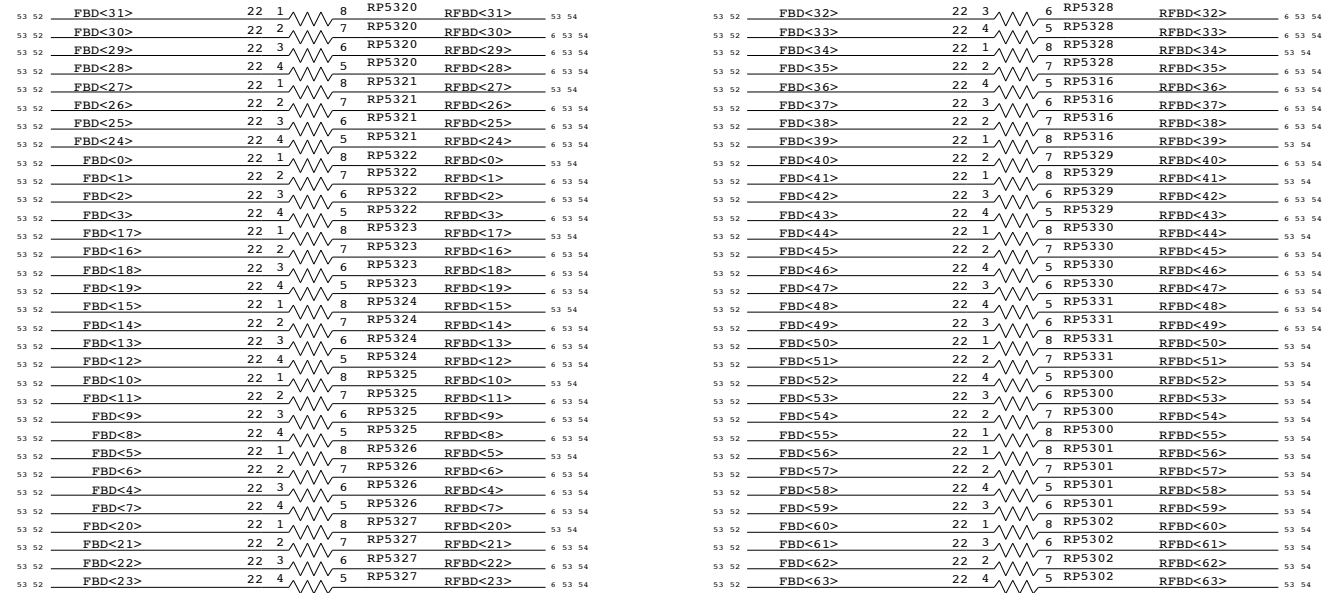 53 52 FBD<31> 22 1 8 RP5320 RFBD<31> 53 54
53 52 FBD<30> 22 2 7 RP5320 RFBD<30> 6 53 54
53 52 FBD<29> 22 3 6 RP5320 RFBD<29> 6 53 54
53 52 FBD<28> 22 4 5 RP5320 RFBD<28> 6 53 54
53 52 FBD<27> 22 1 8 RP5321 RFBD<27> 53 54
53 52 FBD<26> 22 2 7 RP5321 RFBD<26> 6 53 54
53 52 FBD<25> 22 3 6 RP5321 RFBD<25> 6 53 54
53 52 FBD<24> 22 4 5 RP5321 RFBD<24> 6 53 54
53 52 FBD<0> 22 1 8 RP5322 RFBD<0> 53 54
53 52 FBD<1> 22 2 7 RP5322 RFBD<1> 6 53 54
53 52 FBD<2> 22 3 6 RP5322 RFBD<2> 6 53 54
53 52 FBD<3> 22 4 5 RP5322 RFBD<3> 6 53 54
53 52 FBD<17> 22 1 8 RP5323 RFBD<17> 53 54
53 52 FBD<16> 22 2 7 RP5323 RFBD<16> 6 53 54
53 52 FBD<18> 22 3 6 RP5323 RFBD<18> 6 53 54
53 52 FBD<19> 22 4 5 RP5323 RFBD<19> 6 53 54
53 52 FBD<15> 22 1 8 RP5324 RFBD<15> 53 54
53 52 FBD<14> 22 2 7 RP5324 RFBD<14> 6 53 54
53 52 FBD<13> 22 3 6 RP5324 RFBD<13> 6 53 54
53 52 FBD<12> 22 4 5 RP5324 RFBD<12> 6 53 54
53 52 FBD<10> 22 1 8 RP5325 RFBD<10> 53 54
53 52 FBD<11> 22 2 7 RP5325 RFBD<11> 6 53 54
53 52 FBD<9> 22 3 6 RP5325 RFBD<9> 6 53 54
53 52 FBD<8> 22 4 5 RP5325 RFBD<8> 6 53 54
53 52 FBD<5> 22 1 8 RP5326 RFBD<5> 53 54
53 52 FBD<6> 22 2 7 RP5326 RFBD<6> 6 53 54
53 52 FBD<4> 22 3 6 RP5326 RFBD<4> 6 53 54
53 52 FBD<7> 22 4 5 RP5326 RFBD<7> 6 53 54
53 52 FBD<20> 22 1 8 RP5327 RFBD<20> 53 54
53 52 FBD<21> 22 2 7 RP5327 RFBD<21> 6 53 54
53 52 FBD<22> 22 3 6 RP5327 RFBD<22> 6 53 54
53 52 FBD<23> 22 4 5 RP5327 RFBD<23> 6 53 54
53 52 FBD<32> 22 3 6 RP5328 RFBD<32> 6 53 54
53 52 FBD<33> 22 4 5 RP5328 RFBD<33> 6 53 54
53 52 FBD<34> 22 1 8 RP5328 RFBD<34> 53 54
53 52 FBD<35> 22 2 7 RP5328 RFBD<35> 6 53 54
53 52 FBD<36> 22 4 5 RP5316 RFBD<36> 6 53 54
53 52 FBD<37> 22 3 6 RP5316 RFBD<37> 6 53 54
53 52 FBD<38> 22 2 7 RP5316 RFBD<38> 6 53 54
53 52 FBD<39> 22 1 8 RP5316 RFBD<39> 53 54
53 52 FBD<40> 22 2 7 RP5329 RFBD<40> 6 53 54
53 52 FBD<41> 22 1 8 RP5329 RFBD<41> 53 54
53 52 FBD<42> 22 3 6 RP5329 RFBD<42> 6 53 54
53 52 FBD<43> 22 4 5 RP5329 RFBD<43> 6 53 54
53 52 FBD<44> 22 1 8 RP5330 RFBD<44> 53 54
53 52 FBD<45> 22 2 7 RP5330 RFBD<45> 6 53 54
53 52 FBD<46> 22 4 5 RP5330 RFBD<46> 6 53 54
53 52 FBD<47> 22 3 6 RP5330 RFBD<47> 6 53 54
53 52 FBD<48> 22 4 5 RP5331 RFBD<48> 6 53 54
53 52 FBD<49> 22 3 6 RP5331 RFBD<49> 6 53 54
53 52 FBD<50> 22 1 8 RP5331 RFBD<50> 53 54
53 52 FBD<51> 22 2 7 RP5331 RFBD<51> 6 53 54
53 52 FBD<52> 22 4 5 RP5300 RFBD<52> 6 53 54
53 52 FBD<53> 22 3 6 RP5300 RFBD<53> 6 53 54
53 52 FBD<54> 22 2 7 RP5300 RFBD<54> 6 53 54
53 52 FBD<55> 22 1 8 RP5300 RFBD<55> 53 54
53 52 FBD<56> 22 1 8 RP5301 RFBD<56> 53 54
53 52 FBD<57> 22 2 7 RP5301 RFBD<57> 6 53 54
53 52 FBD<58> 22 4 5 RP5301 RFBD<58> 6 53 54
53 52 FBD<59> 22 3 6 RP5301 RFBD<59> 6 53 54
53 52 FBD<60> 22 1 8 RP5302 RFBD<60> 53 54
53 52 FBD<61> 22 3 6 RP5302 RFBD<61> 6 53 54
53 52 FBD<62> 22 2 7 RP5302 RFBD<62> 6 53 54
53 52 FBD<63> 22 4 5 RP5302 RFBD<63> 6 53 54